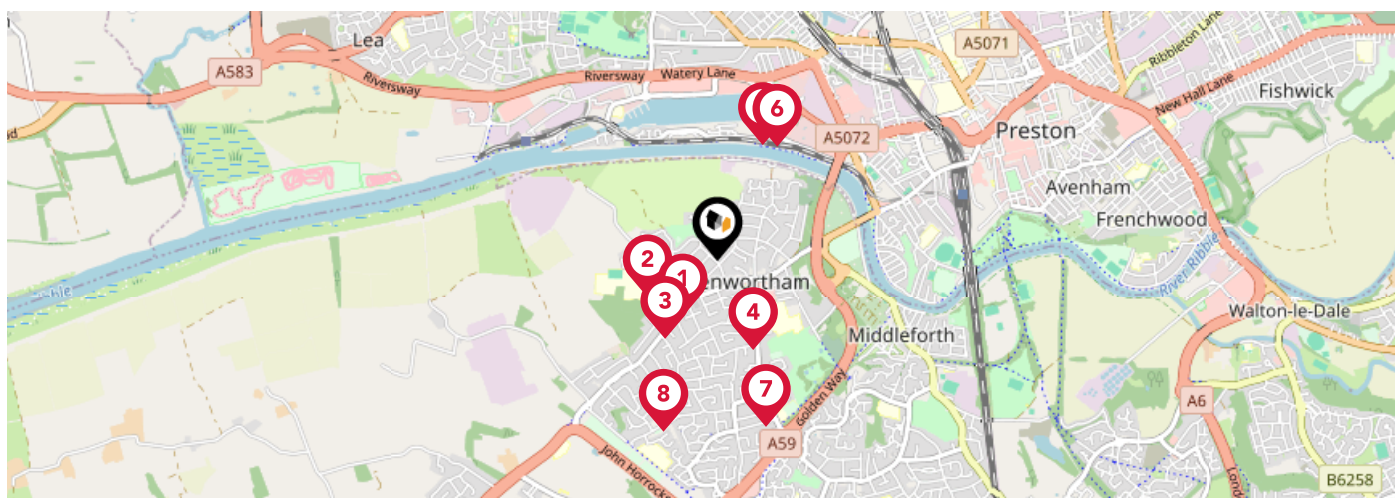 Lea
A583
Riversway
Riversway
Watery Lane
A5071
Ribbleton Lane
New Hall Lane
Fishwick
6
A5072
Preston
Avenham
Frenchwood
River Ribble
2
1
3
enwortham
4
Middleforth
Walton-le-Dale
8
7
Golden Way
A59
John Horrocks
A6
Lond
B6258